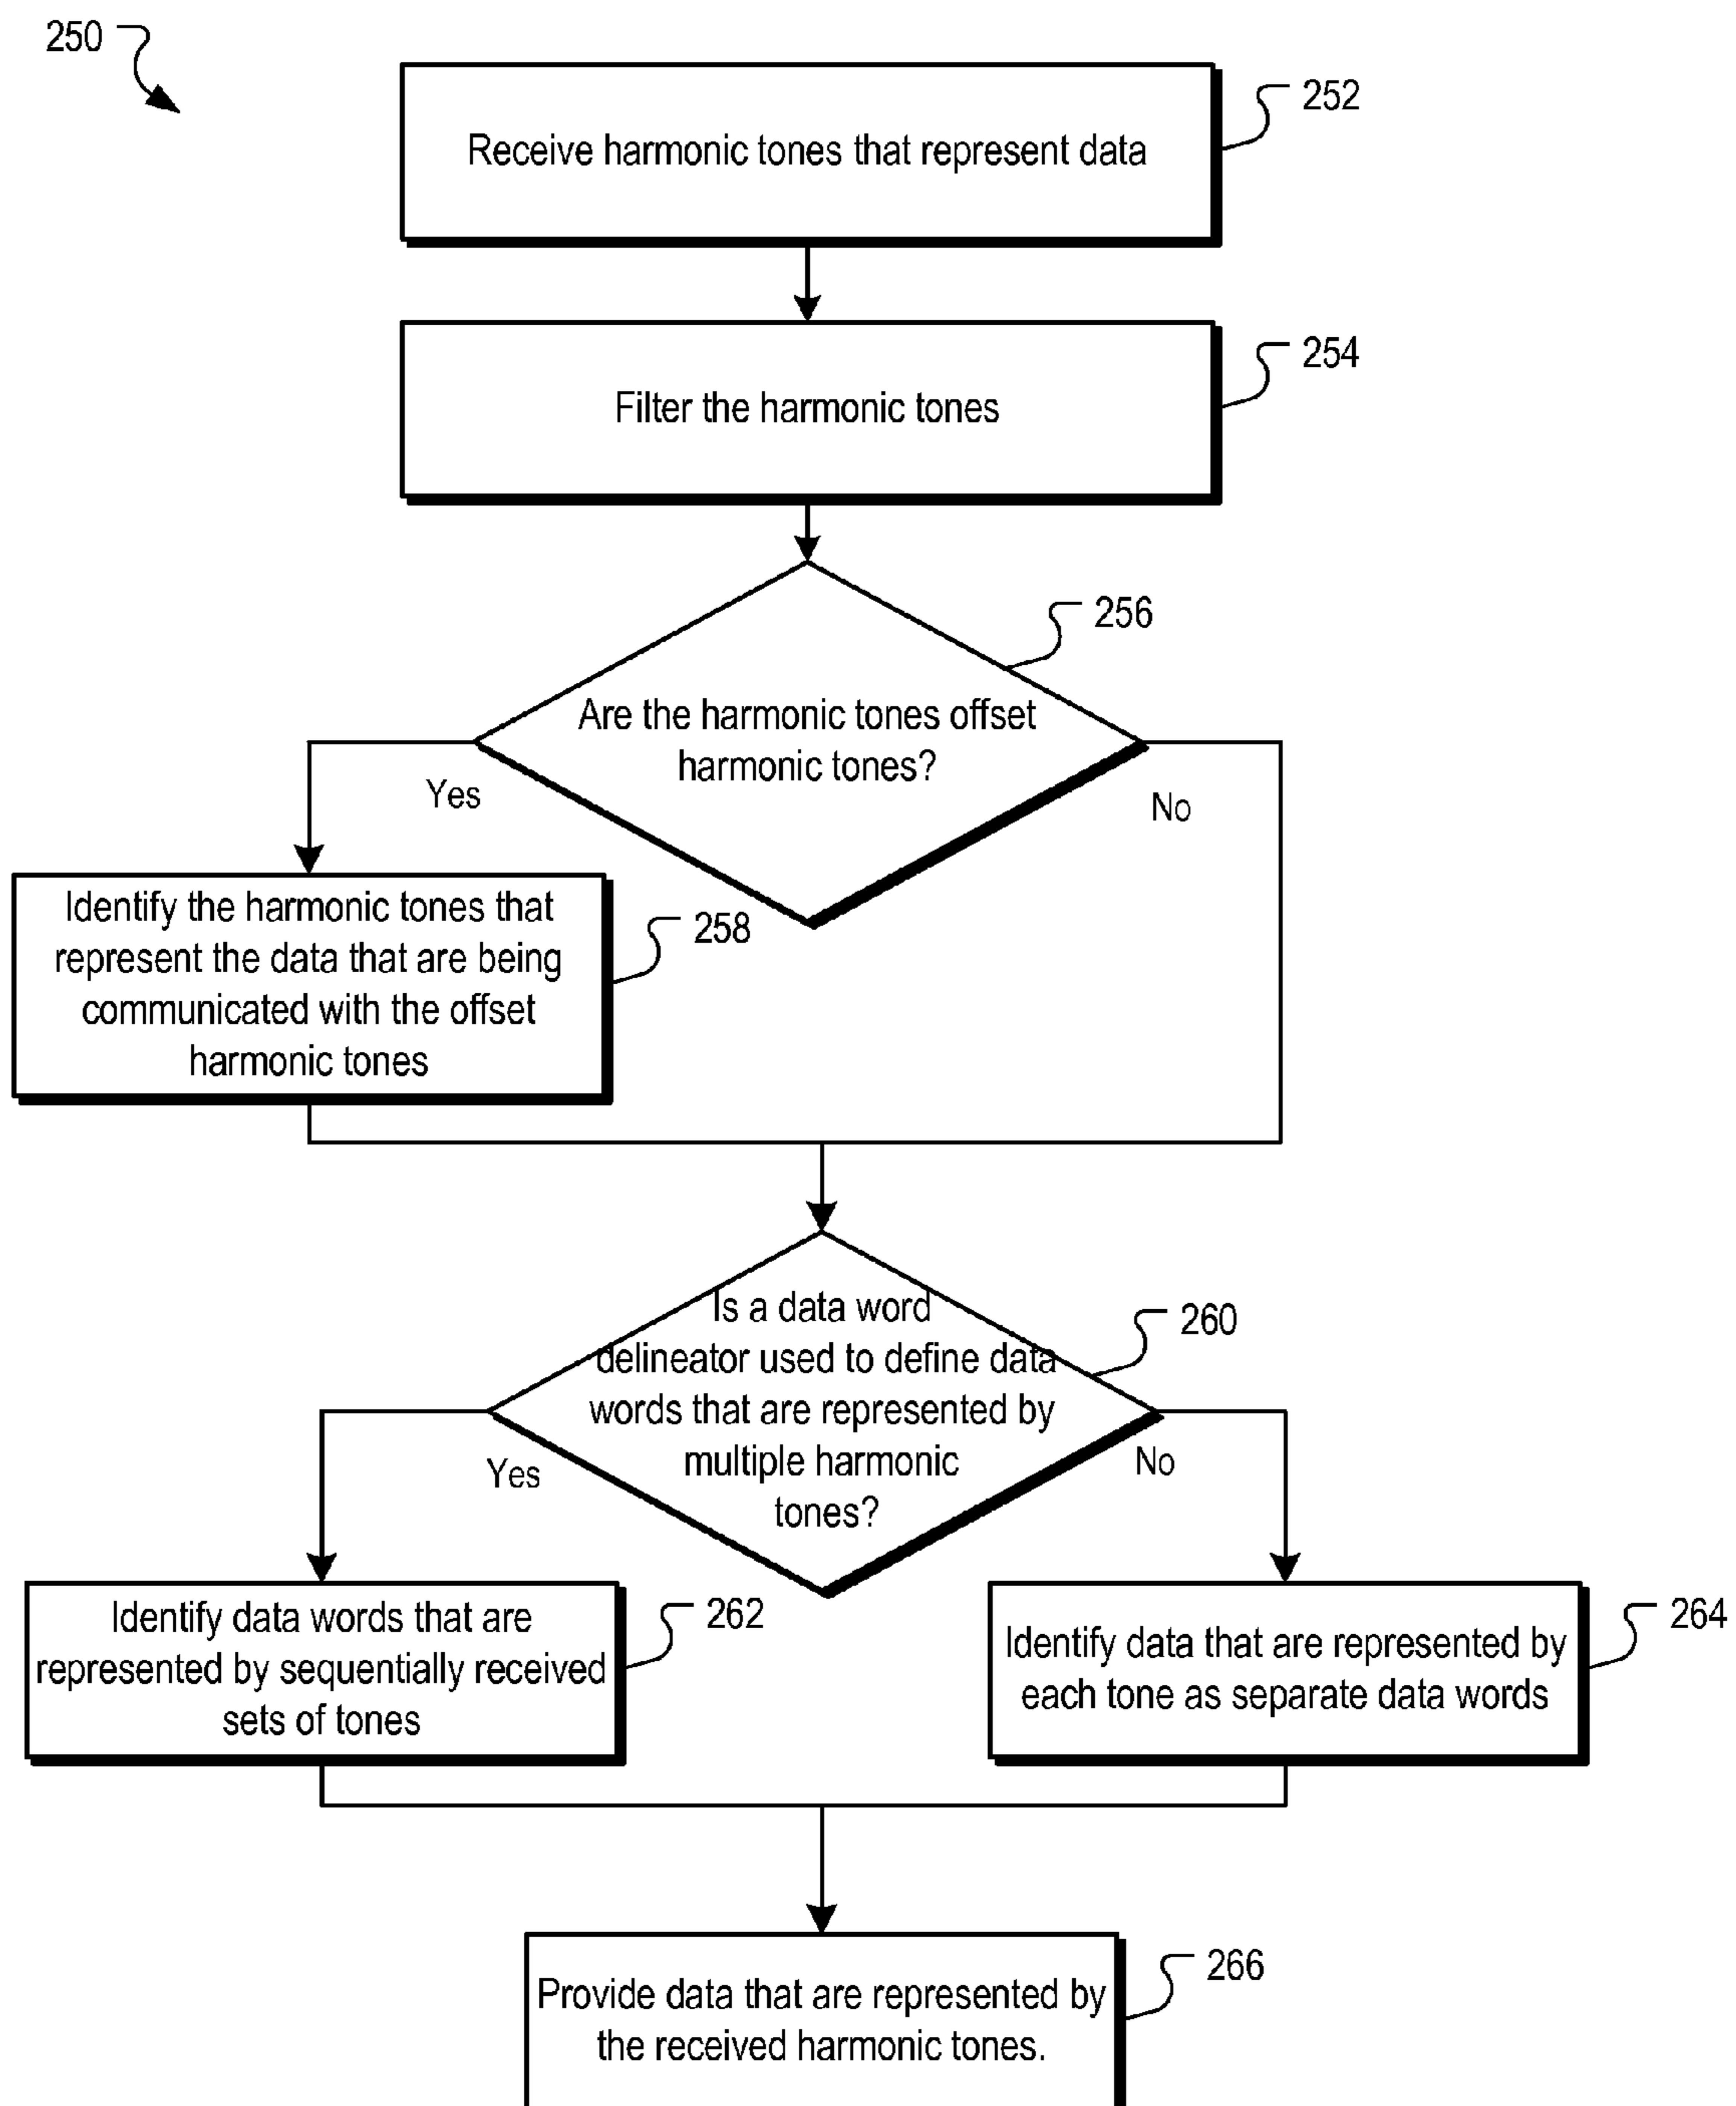 250
Receive harmonic tones that represent data
252
Filter the harmonic tones
254
Are the harmonic tones offset
harmonic tones?
256
Yes
No
Identify the harmonic tones that
represent the data that are being
communicated with the offset
harmonic tones
258
Is a data word
delineator used to define data
words that are represented by
multiple harmonic
tones?
260
Yes
No
Identify data words that are
represented by sequentially received
sets of tones
262
Identify data that are represented by
each tone as separate data words
264
Provide data that are represented by
the received harmonic tones.
266